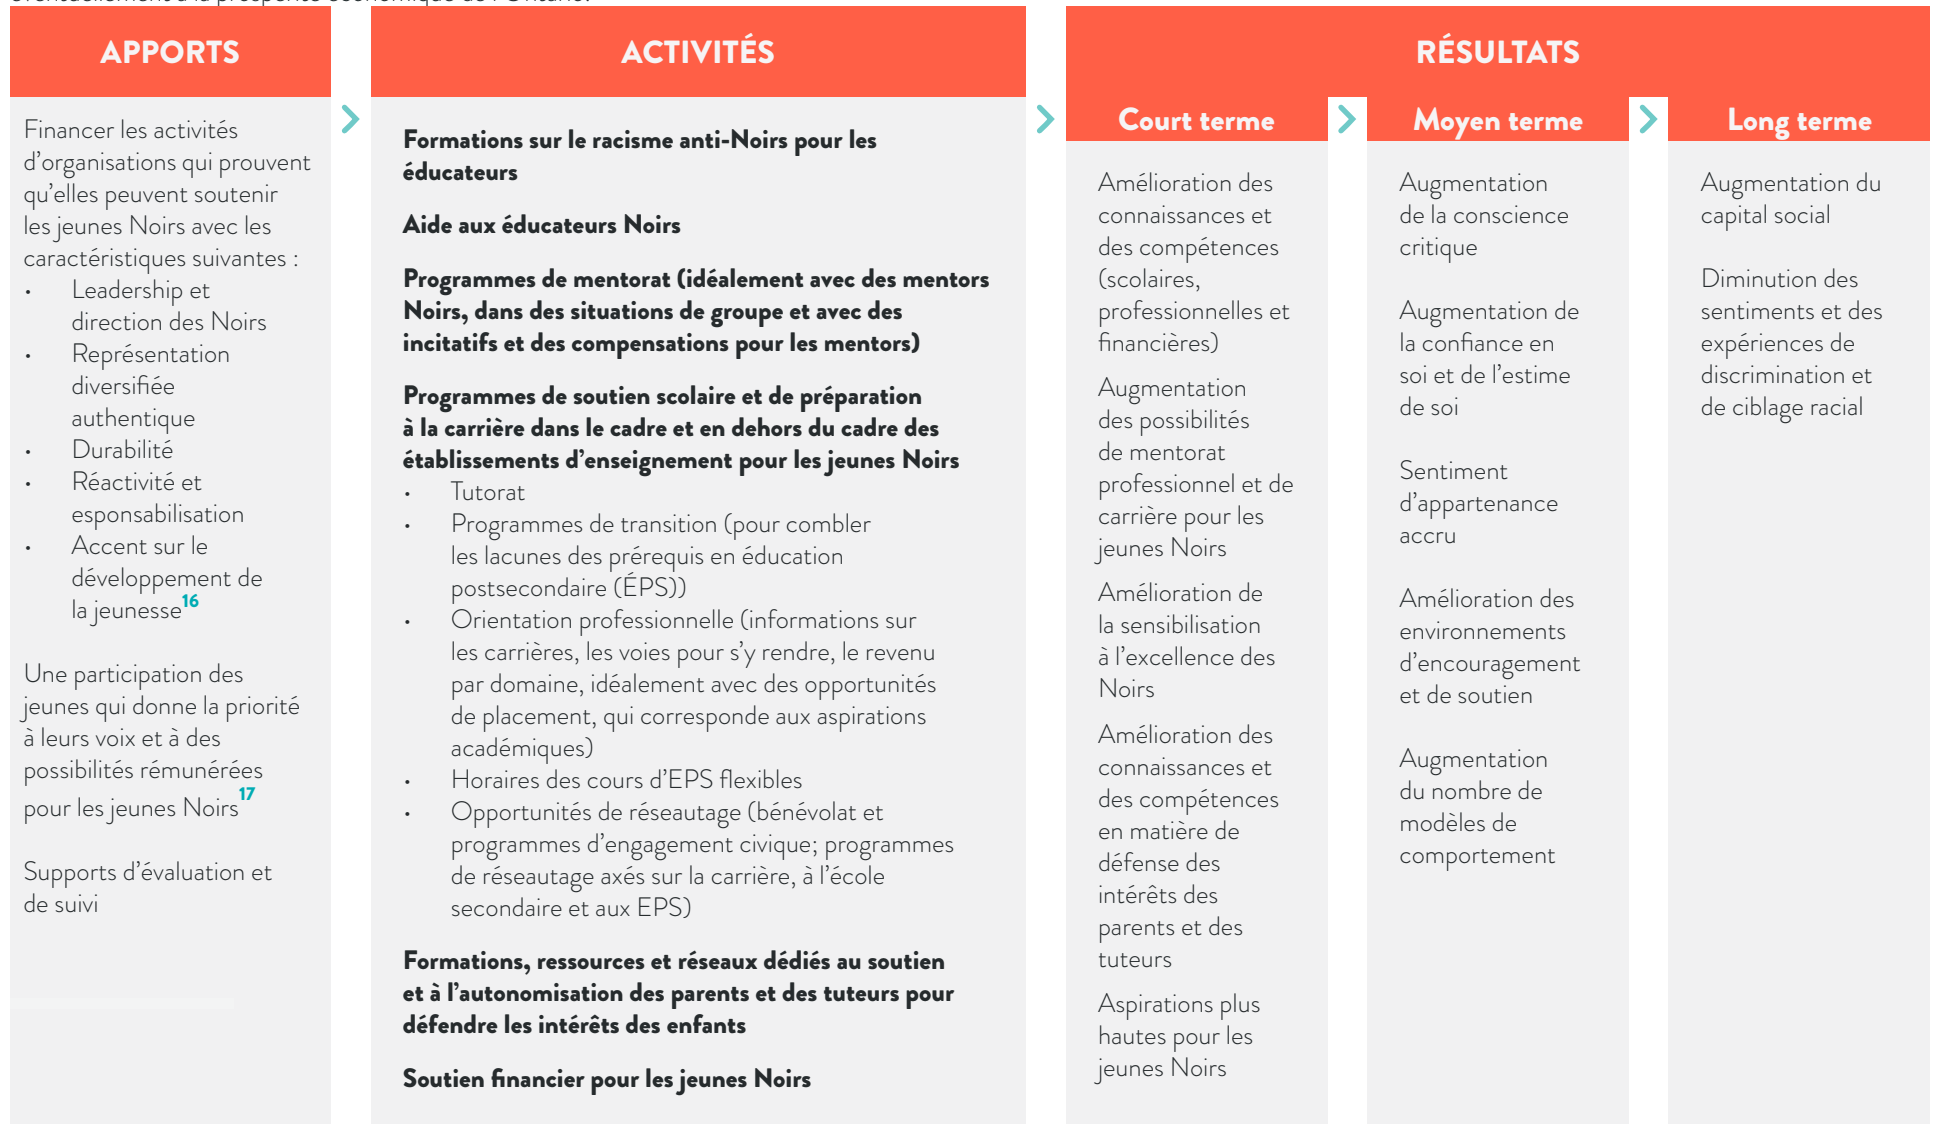 APPORTS
Financer les activités
d'organisations qui prouvent
qu'elles peuvent soutenir
les jeunes Noirs avec les
caractéristiques suivantes :
• Leadership et
direction des Noirs
• Représentation
diversifiée
authentique
• Durabilité
• Réactivité et
esponsabilisation
• Accent sur le
développement de
la jeunesse16
Une participation des
jeunes qui donne la priorité
à leurs voix et à des
possibilités rémunérées
pour les jeunes Noirs17
Supports d'évaluation et
de suivi
ACTIVITÉS
Formations sur le racisme anti-Noirs pour les
éducateurs
Aide aux éducateurs Noirs
Programmes de mentorat (idéalement avec des mentors
Noirs, dans des situations de groupe et avec des
incitatifs et des compensations pour les mentors)
Programmes de soutien scolaire et de préparation
à la carrière dans le cadre et en dehors du cadre des
établissements d'enseignement pour les jeunes Noirs
• Tutorat
• Programmes de transition (pour combler
les lacunes des prérequis en éducation
postsecondaire (ÉPS))
• Orientation professionnelle (informations sur
les carrières, les voies pour s'y rendre, le revenu
par domaine, idéalement avec des opportunités
de placement, qui corresponde aux aspirations
académiques)
• Horaires des cours d'EPS flexibles
• Opportunités de réseautage (bénévolat et
programmes d'engagement civique; programmes
de réseautage axés sur la carrière, à l'école
secondaire et aux EPS)
Formations, ressources et réseaux dédiés au soutien
et à l'autonomisation des parents et des tuteurs pour
défendre les intérêts des enfants
Soutien financier pour les jeunes Noirs
RÉSULTATS
Court terme
Amélioration des
connaissances et
des compétences
(scolaires,
professionnelles et
financières)
Augmentation
des possibilités
de mentorat
professionnel et de
carrière pour les
jeunes Noirs
Amélioration de
la sensibilisation
à l'excellence des
Noirs
Amélioration des
connaissances et
des compétences
en matière de
défense des
intérêts des
parents et des
tuteurs
Aspirations plus
hautes pour les
jeunes Noirs
Moyen terme
Augmentation
de la conscience
critique
Augmentation de
la confiance en
soi et de l'estime
de soi
Sentiment
d'appartenance
accru
Amélioration des
environnements
d'encouragement
et de soutien
Augmentation
du nombre de
modèles de
comportement
Long terme
Augmentation du
capital social
Diminution des
sentiments et des
expériences de
discrimination et
de ciblage racial